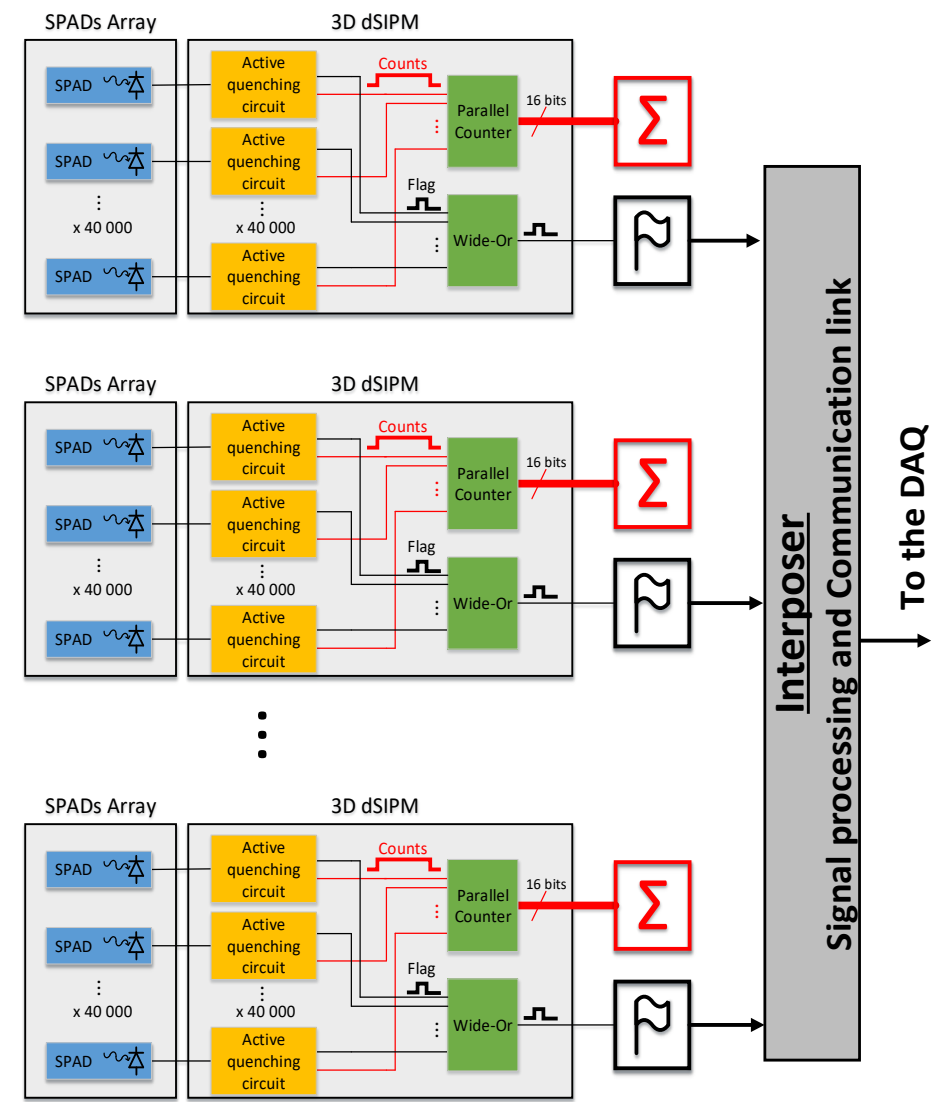 SPADs Array
3D dSIPM
SPAD
Active
quenching
circuit
Counts
Parallel
Counter
16 bits
Σ
SPAD
Active
quenching
circuit
Flag
x 40 000
x 40 000
Wide-Or
SPAD
Active
quenching
circuit
SPADs Array
3D dSIPM
SPAD
Active
quenching
circuit
Counts
Parallel
Counter
16 bits
Σ
SPAD
Active
quenching
circuit
Flag
x 40 000
x 40 000
Wide-Or
SPAD
Active
quenching
circuit
SPADs Array
3D dSIPM
SPAD
Active
quenching
circuit
Counts
Parallel
Counter
16 bits
Σ
SPAD
Active
quenching
circuit
Flag
x 40 000
x 40 000
Wide-Or
SPAD
Active
quenching
circuit
Interposer
Signal processing and Communication link
To the DAQ